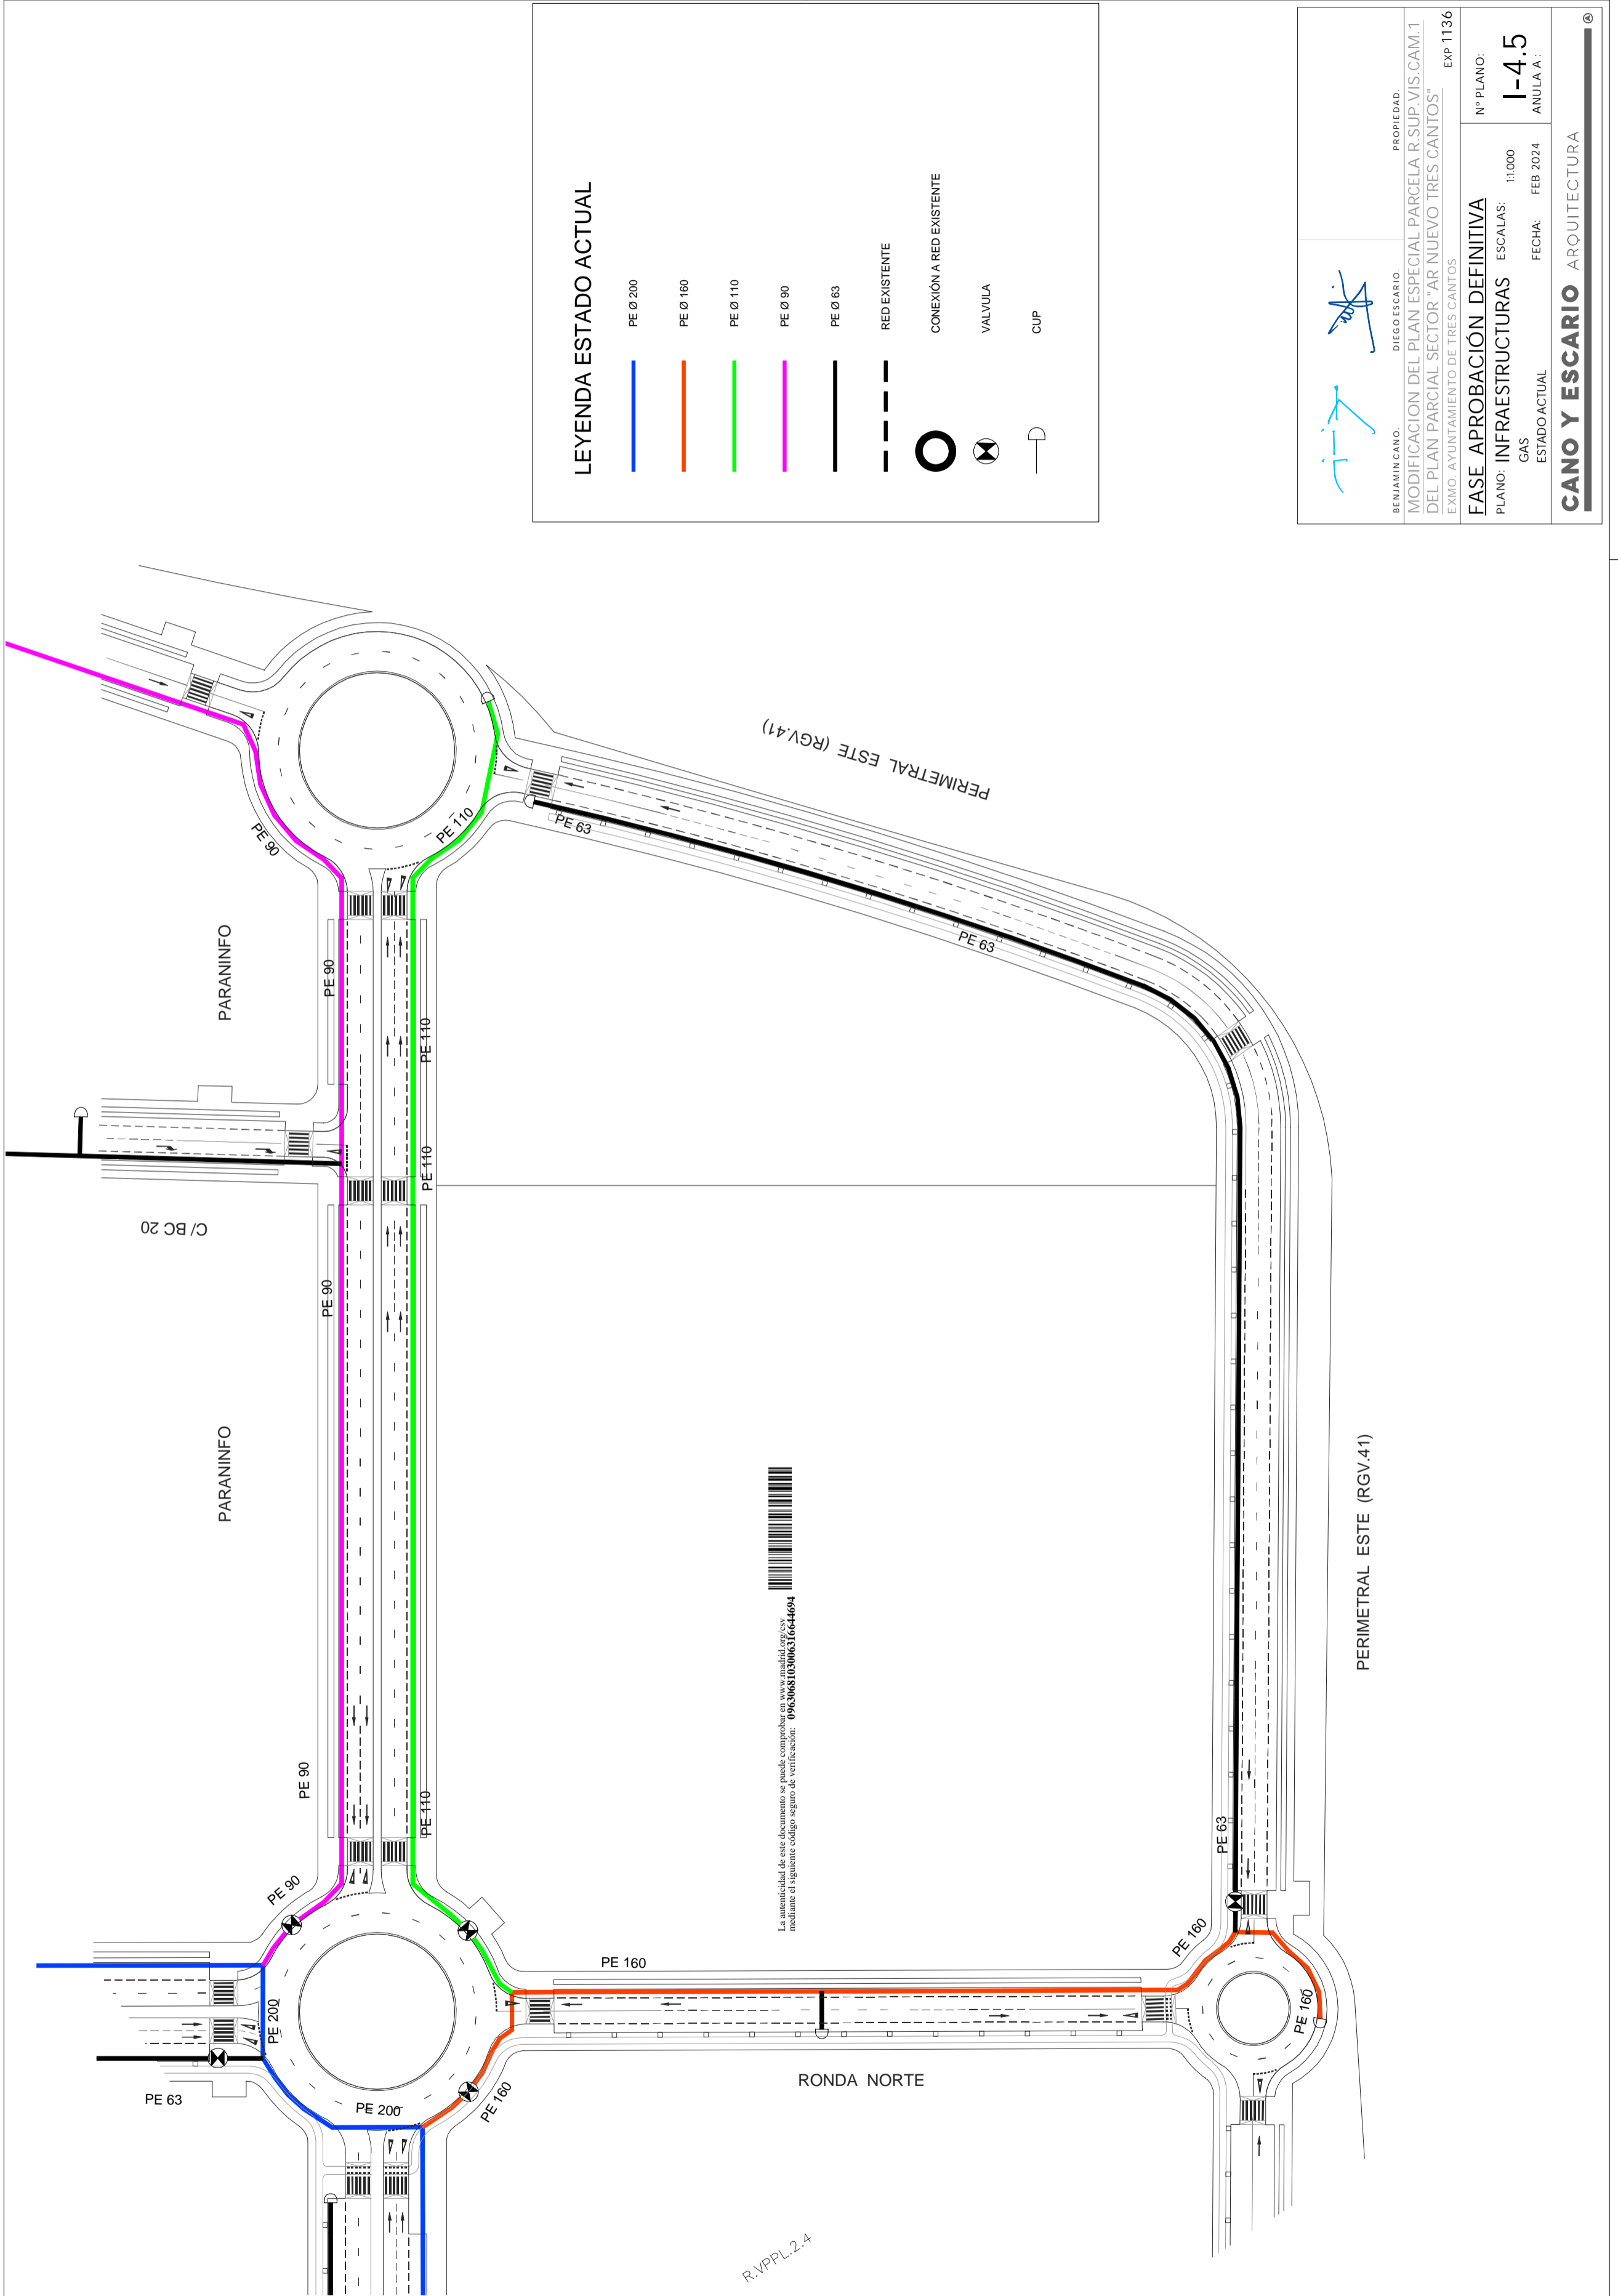 LEYENDA ESTADO ACTUAL
PE Ø 200
PE Ø 160
PE Ø 110
PE Ø 90
PE Ø 63
RED EXISTENTE
CONEXIÓN A RED EXISTENTE
VALVULA
CUP
BENJAMIN CANO. DIEGO ESCARIO. PROPIEDAD.
MODIFICACION DEL PLAN ESPECIAL PARCELA R.SUP.VIS.CAM.1
DEL PLAN PARCIAL SECTOR "AR NUEVO TRES CANTOS"
EXMO. AYUNTAMIENTO DE TRES CANTOS EXP 1136
FASE APROBACIÓN DEFINITIVA
PLANO: INFRAESTRUCTURAS ESCALAS: 1:1.000
GAS
ESTADO ACTUAL FECHA: FEB 2024
Nº PLANO:
I-4.5
ANULA A :
CANO Y ESCARIO ARQUITECTURA
PE 90
PE 110
PE 63
PERIMETRAL ESTE (RGV.41)
PARANINFO
PE 90
PE 110
PE 63
PE 110
C/ BC 20
PE 90
PARANINFO
PERIMETRAL ESTE (RGV.41)
La autenticidad de este documento se puede comprobar en www.madrid.org/csv
mediante el siguiente código seguro de verificación: 0963068103006316644694
PE 90
PE 110
PE 63
PE 90
PE 160
PE 160
PE 200
PE 160
PE 63
PE 200
PE 160
RONDA NORTE
R.VPPL.2.4